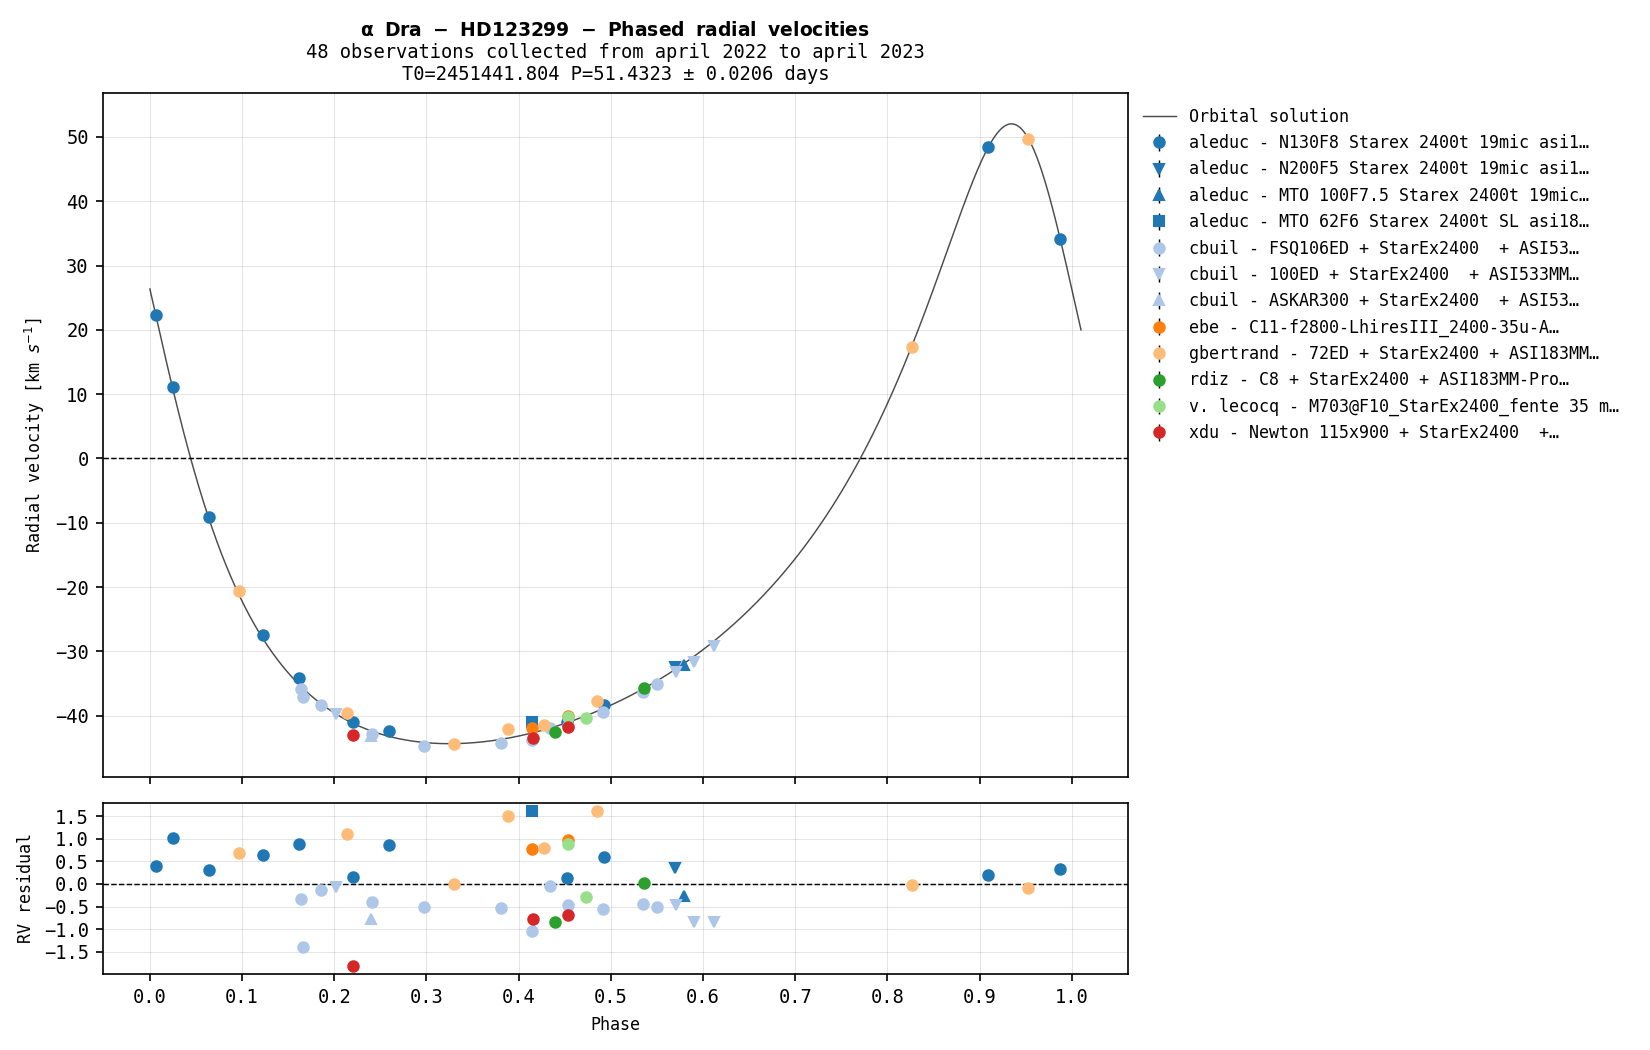 α Dra − HD123299 − Phased radial velocities
48 observations collected from april 2022 to april 2023
T0=2451441.804 P=51.4323 ± 0.0206 days
Radial velocity [km s⁻¹]
50
40
30
20
10
0
−10
−20
−30
−40
Orbital solution
aleduc - N130F8 Starex 2400t 19mic asi1…
aleduc - N200F5 Starex 2400t 19mic asi1…
aleduc - MTO 100F7.5 Starex 2400t 19mic…
aleduc - MTO 62F6 Starex 2400t SL asi18…
cbuil - FSQ106ED + StarEx2400  + ASI53…
cbuil - 100ED + StarEx2400  + ASI533MM…
cbuil - ASKAR300 + StarEx2400  + ASI53…
ebe - C11-f2800-LhiresIII_2400-35u-A…
gbertrand - 72ED + StarEx2400 + ASI183MM…
rdiz - C8 + StarEx2400 + ASI183MM-Pro…
v. lecocq - M703@F10_StarEx2400_fente 35 m…
xdu - Newton 115x900 + StarEx2400  +…
RV residual
1.5
1.0
0.5
0.0
−0.5
−1.0
−1.5
0.0 0.1 0.2 0.3 0.4 0.5 0.6 0.7 0.8 0.9 1.0
Phase